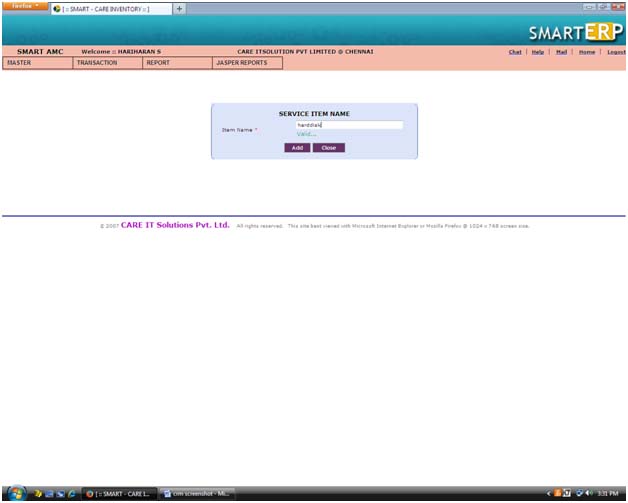 Firefox
[ :: SMART - CARE INVENTORY :: ]
+
SMARTERP
SMART AMC Welcome :: HARIHARAN S CARE ITSOLUTION PVT LIMITED @ CHENNAI Chat | Help | Mail | Home | Logout
MASTER TRANSACTION REPORT JASPER REPORTS
SERVICE ITEM NAME
Item Name * harddisk
Valid...
Add Close
© 2007 CARE IT Solutions Pvt. Ltd. All rights reserved. This site best viewed with Microsoft Internet Explorer or Mozilla Firefox @ 1024 x 768 screen size.
[ :: SMART - CARE I... crm screenshot - Mi... 3:31 PM